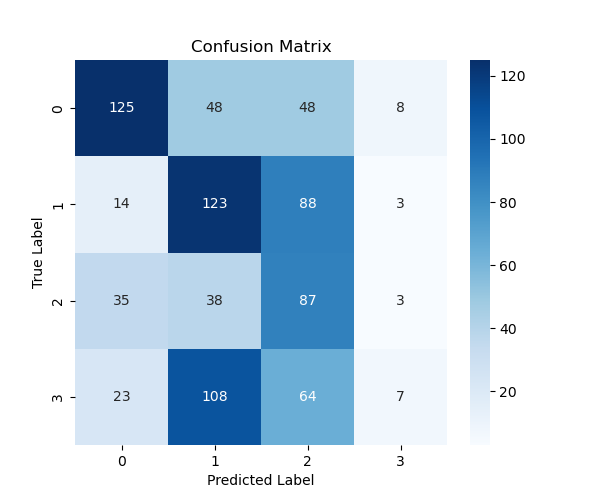 Confusion Matrix
0 125 48 48 8
1 14 123 88 3
2 35 38 87 3
3 23 108 64 7
0 1 2 3
Predicted Label
True Label
120
100
80
60
40
20